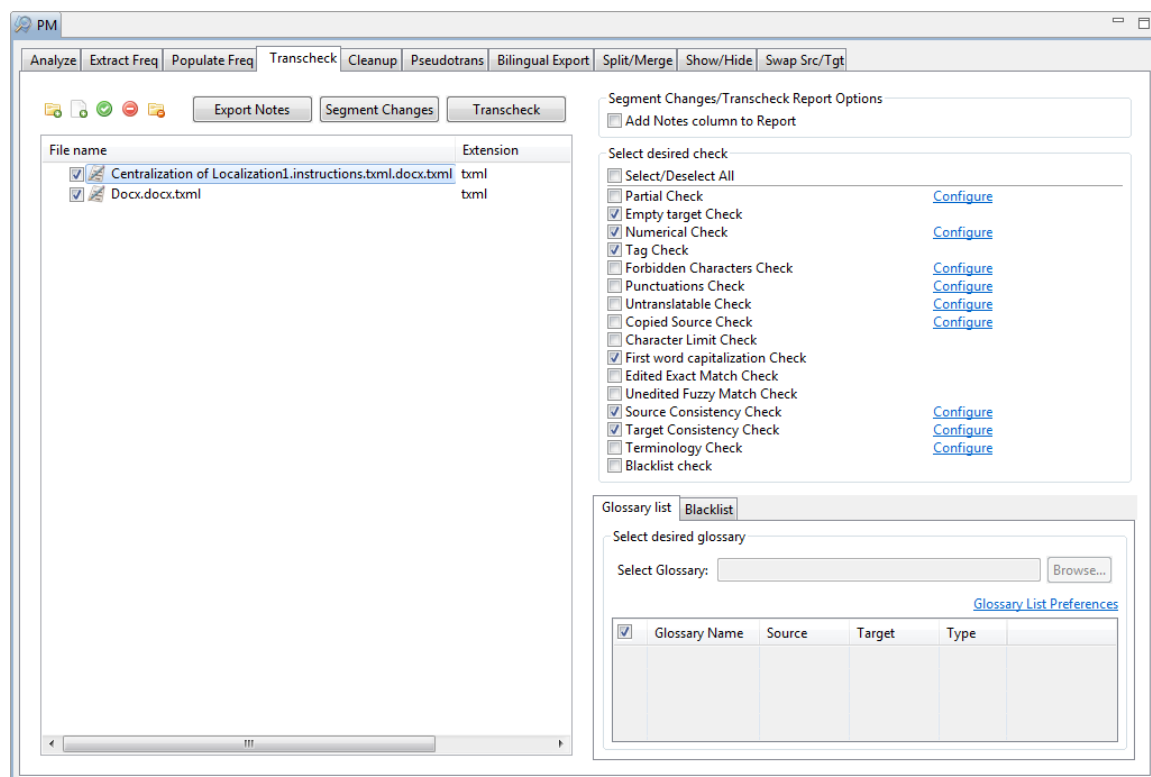 PM
Analyze Extract Freq Populate Freq Transcheck Cleanup Pseudotrans Bilingual Export Split/Merge Show/Hide Swap Src/Tgt
Export Notes Segment Changes Transcheck
File name Extension
Centralization of Localization1.instructions.txml.docx.txml txml
Docx.docx.txml txml
Segment Changes/Transcheck Report Options
Add Notes column to Report
Select desired check
Select/Deselect All
Partial Check Configure
Empty target Check
Numerical Check Configure
Tag Check
Forbidden Characters Check Configure
Punctuations Check Configure
Untranslatable Check Configure
Copied Source Check Configure
Character Limit Check
First word capitalization Check
Edited Exact Match Check
Unedited Fuzzy Match Check
Source Consistency Check Configure
Target Consistency Check Configure
Terminology Check Configure
Blacklist check
Glossary list Blacklist
Select desired glossary
Select Glossary: Browse...
Glossary List Preferences
Glossary Name Source Target Type